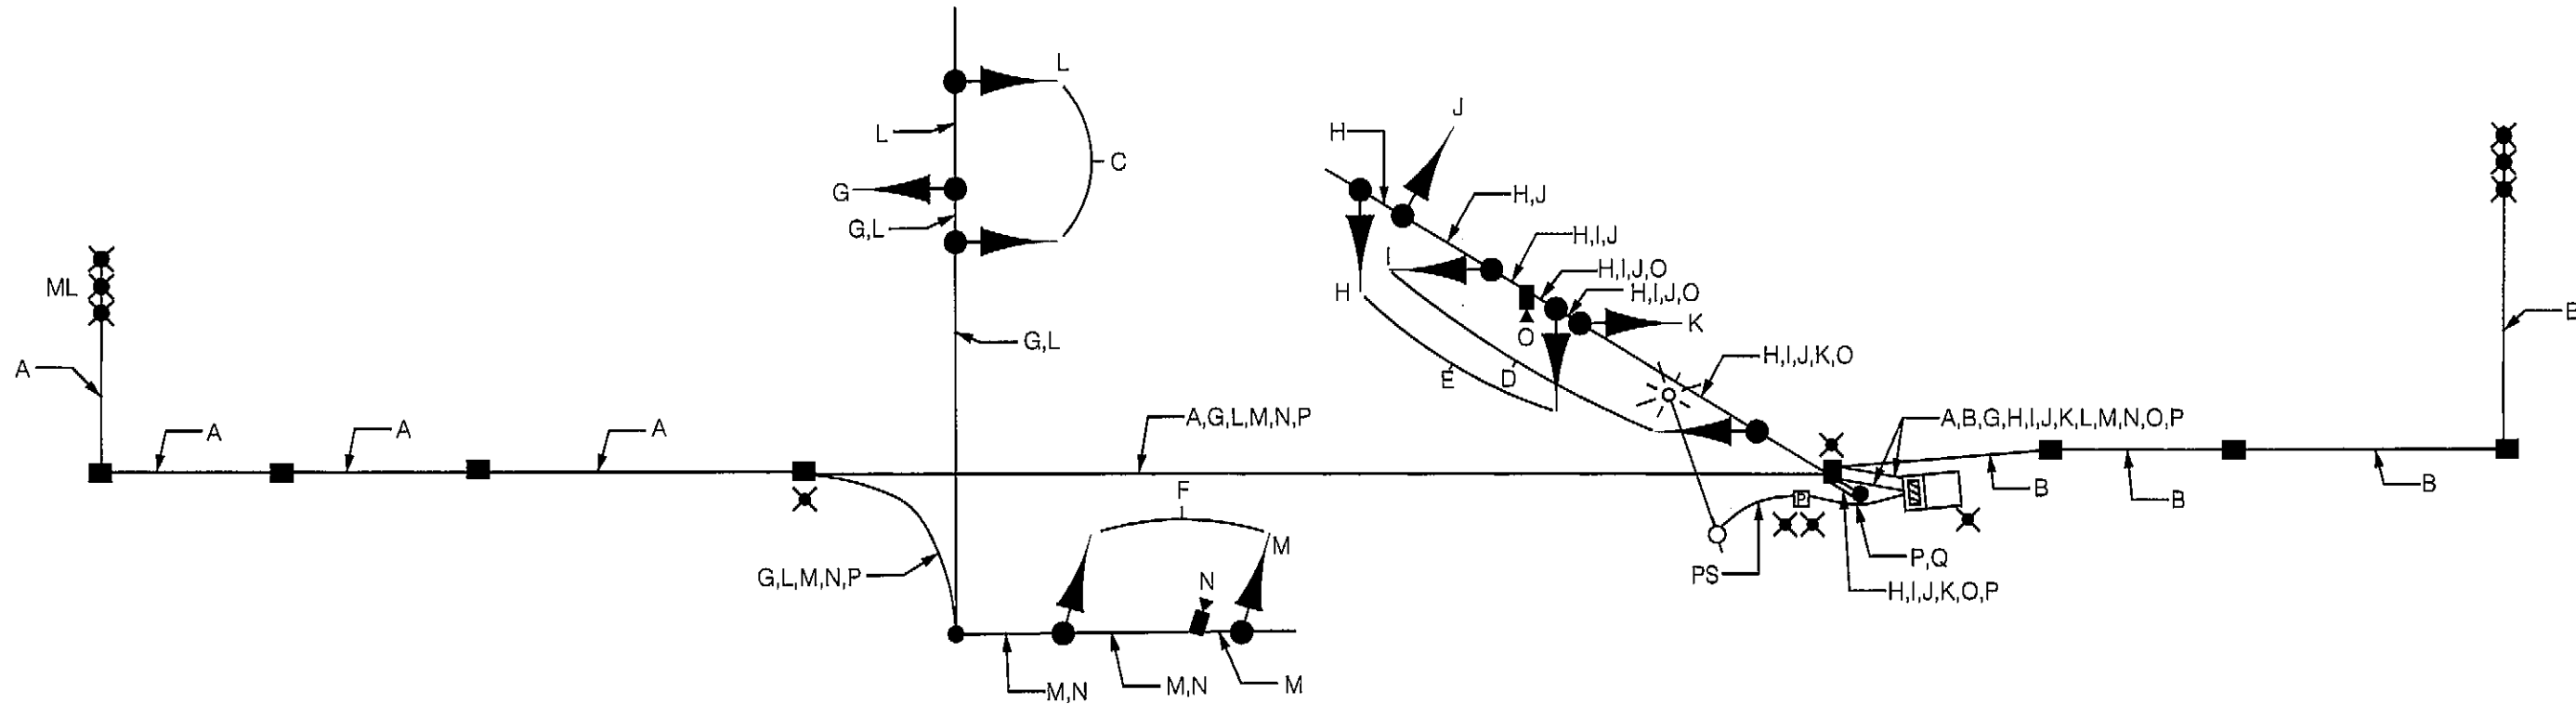 L
J
H
L
C
G
H,J
G,L
H,I,J
I
H,I,J,O
ML
H
H,I,J,O
B
K
O
G,L
H,I,J,K,O
A
E
D
A,G,L,M,N,P
A,B,G,H,I,J,K,L,M,N,O,P
A
A
A
F
B
B
B
P
M
P,Q
G,L,M,N,P
N
PS
H,I,J,K,O,P
M,N
M,N
M